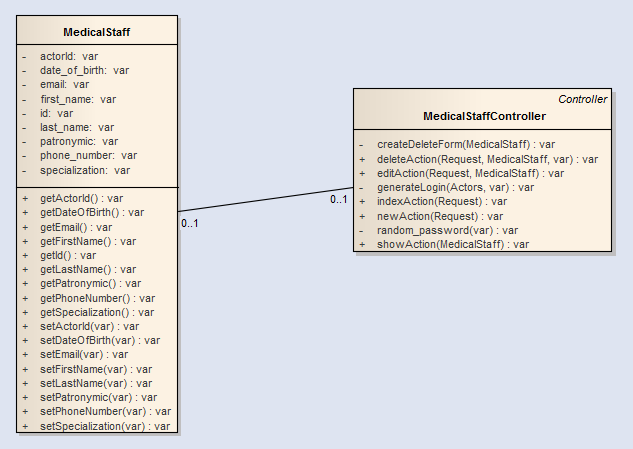 MedicalStaff
- actorId: var
- date_of_birth: var
- email: var
- first_name: var
- id: var
- last_name: var
- patronymic: var
- phone_number: var
- specialization: var
+ getActorId() : var
+ getDateOfBirth() : var
+ getEmail() : var
+ getFirstName() : var
+ getId() : var
+ getLastName() : var
+ getPatronymic() : var
+ getPhoneNumber() : var
+ getSpecialization() : var
+ setActorId(var) : var
+ setDateOfBirth(var) : var
+ setEmail(var) : var
+ setFirstName(var) : var
+ setLastName(var) : var
+ setPatronymic(var) : var
+ setPhoneNumber(var) : var
+ setSpecialization(var) : var
0..1
0..1
Controller
MedicalStaffController
- createDeleteForm(MedicalStaff) : var
+ deleteAction(Request, MedicalStaff, var) : var
+ editAction(Request, MedicalStaff) : var
- generateLogin(Actors, var) : var
+ indexAction(Request) : var
+ newAction(Request) : var
- random_password(var) : var
+ showAction(MedicalStaff) : var